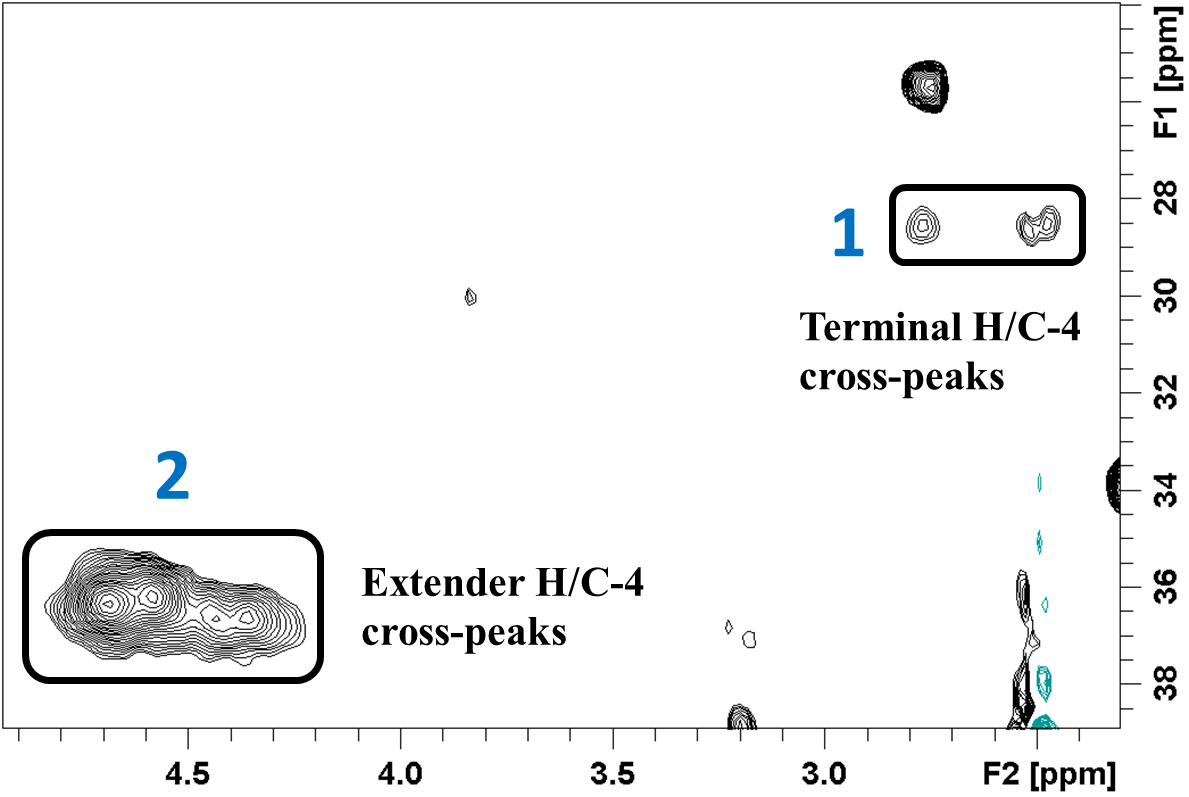 F1 [ppm]
28
1
30
Terminal H/C-4
cross-peaks
32
2
34
Extender H/C-4
cross-peaks
36
38
4.5 4.0 3.5 3.0 F2 [ppm]